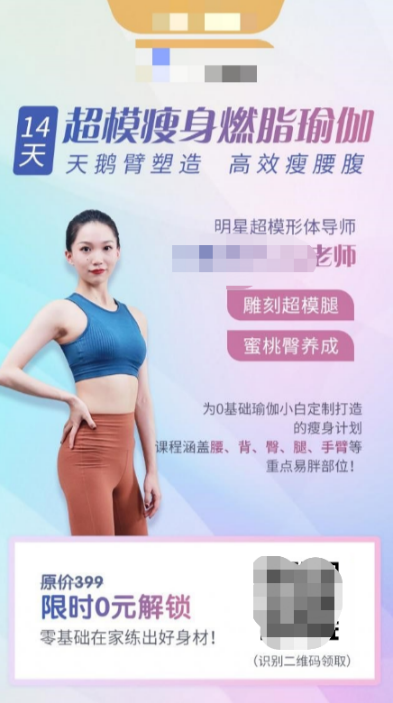 14天
超模瘦身燃脂瑜伽
天鹅臂塑造 高效瘦腰腹
明星超模形体导师
老师
雕刻超模腿
蜜桃臀养成
为0基础瑜伽小白定制打造
的瘦身计划
课程涵盖腰、背、臀、腿、手臂等
重点易胖部位！
原价399
限时0元解锁
零基础在家练出好身材！
（识别二维码领取）